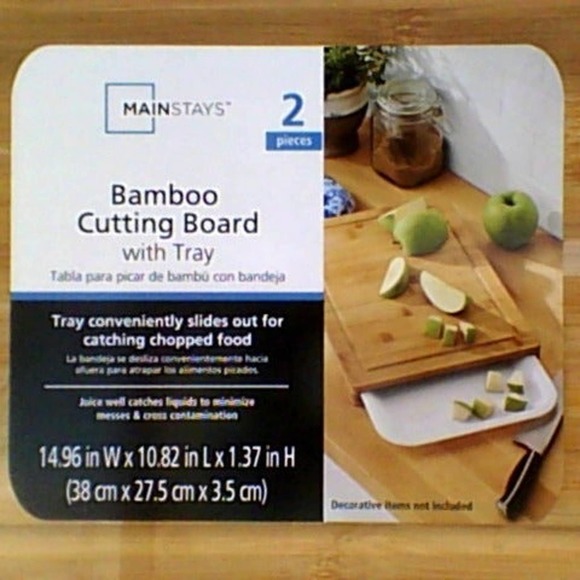 MAINSTAYS™
2
pieces
Bamboo
Cutting Board
with Tray
Tabla para picar de bambú con bandeja
Tray conveniently slides out for
catching chopped food
La bandeja se desliza convenientemente hacia
afuera para atrapar los alimentos picados.
Juice well catches liquids to minimize
messes & cross contamination
14.96 in W x 10.82 in L x 1.37 in H
(38 cm x 27.5 cm x 3.5 cm)
Decorative items not included